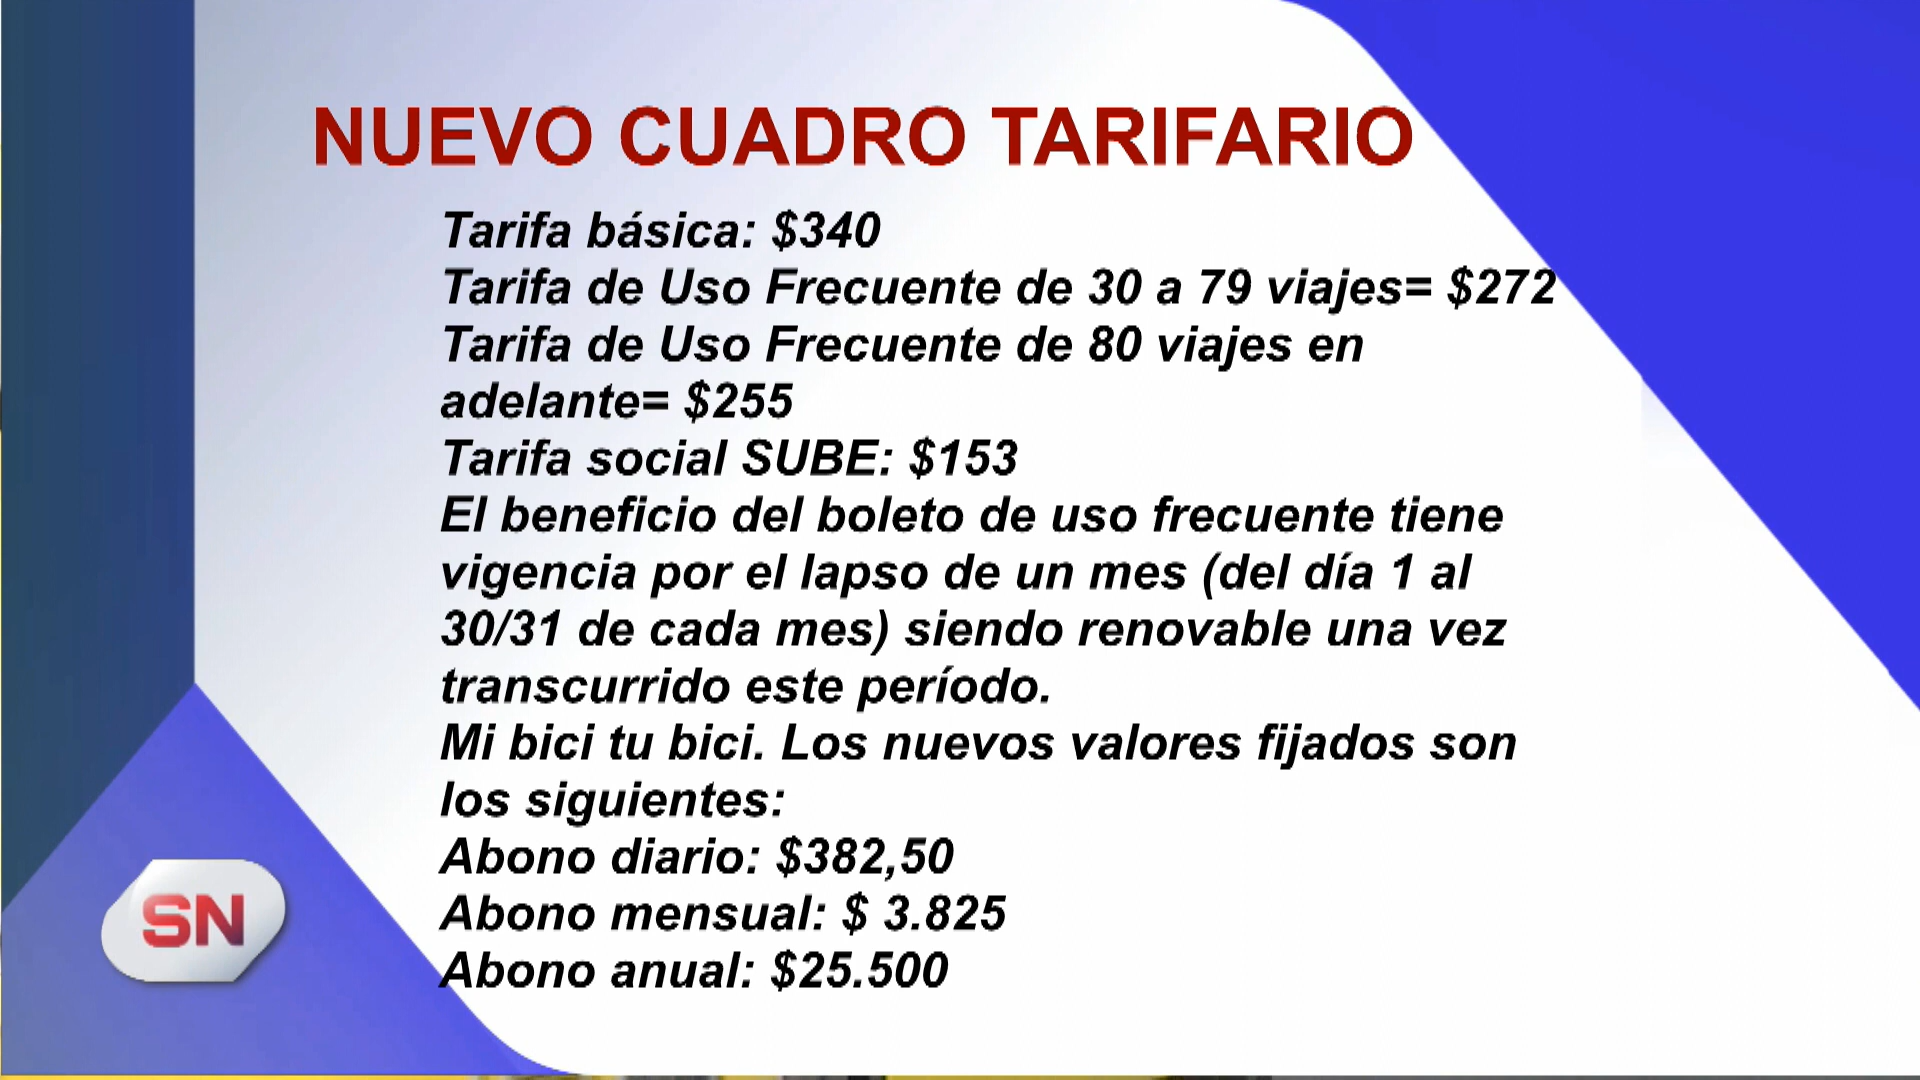 NUEVO CUADRO TARIFARIO
Tarifa básica: $340
Tarifa de Uso Frecuente de 30 a 79 viajes= $272
Tarifa de Uso Frecuente de 80 viajes en
adelante= $255
Tarifa social SUBE: $153
El beneficio del boleto de uso frecuente tiene
vigencia por el lapso de un mes (del día 1 al
30/31 de cada mes) siendo renovable una vez
transcurrido este período.
Mi bici tu bici. Los nuevos valores fijados son
los siguientes:
Abono diario: $382,50
Abono mensual: $ 3.825
Abono anual: $25.500
SN